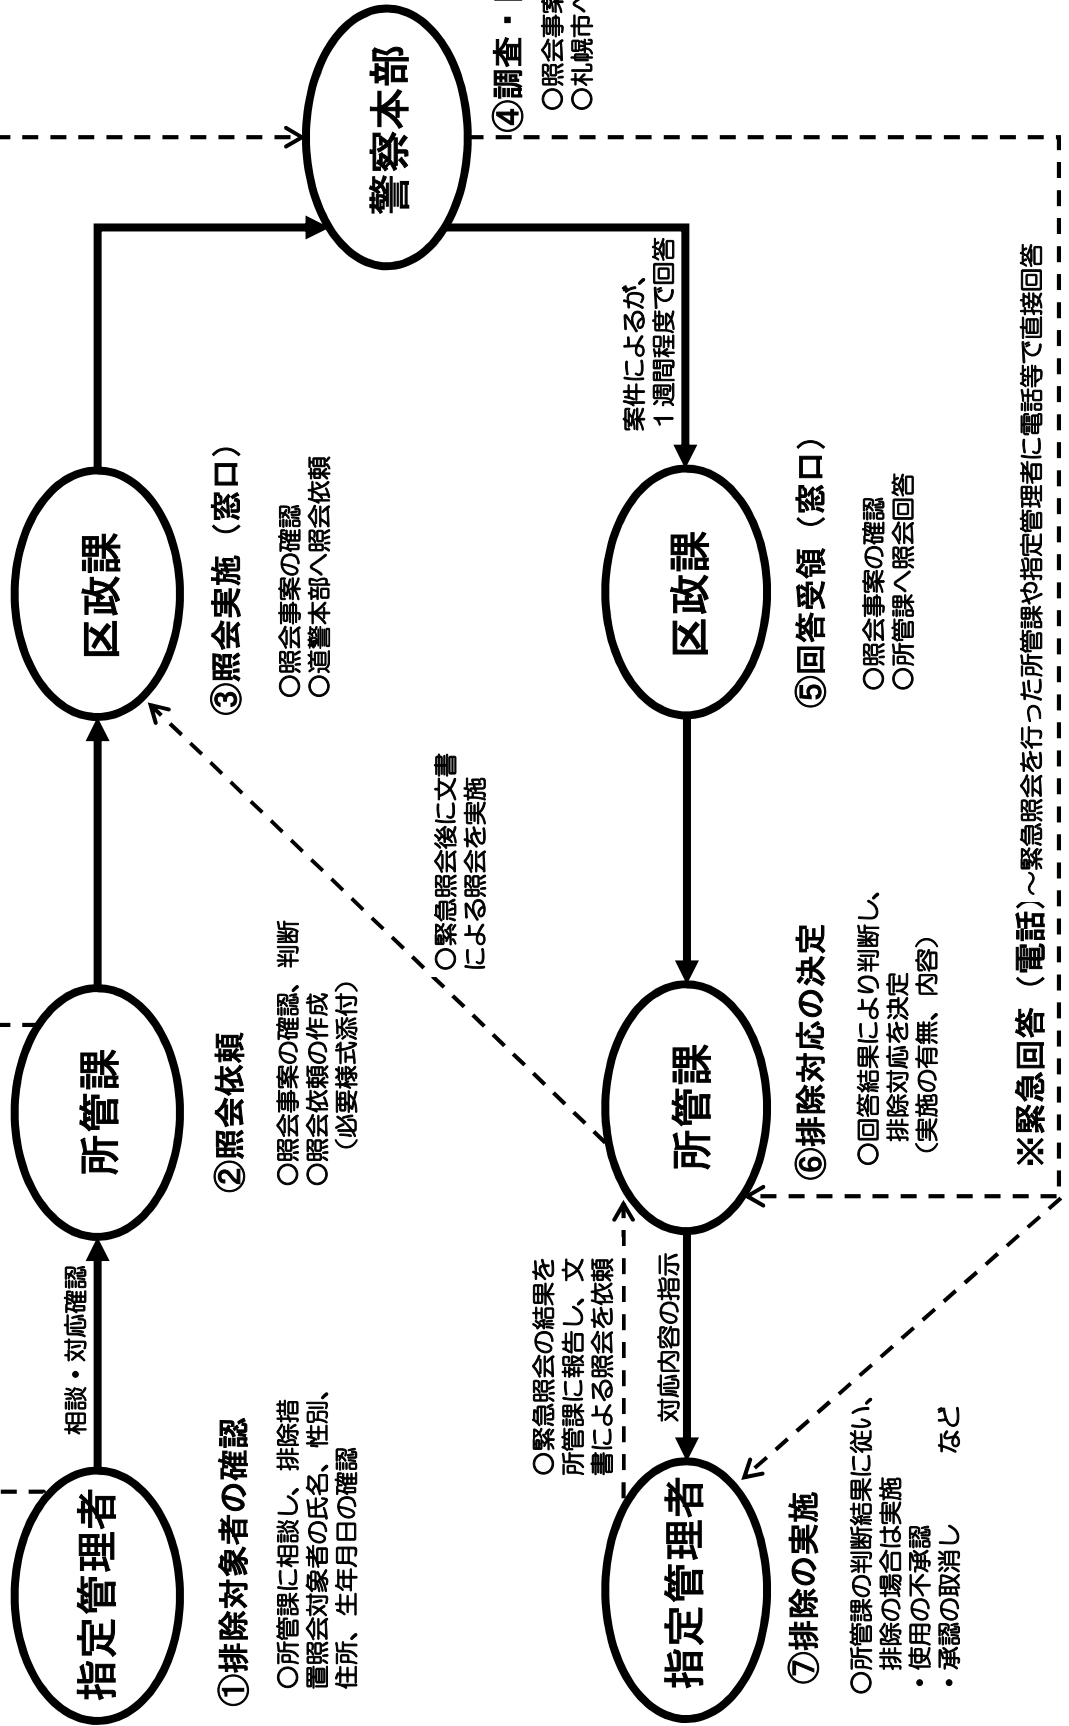 指定管理者
相談・対応確認
所管課
区政課
警察本部
①排除対象者の確認
○所管課に相談し、排除措
置照会対象者の氏名、性別、
住所、生年月日の確認
②照会依頼
○照会事案の確認、判断
○照会依頼の作成
（必要様式添付）
③照会実施（窓口）
○照会事案の確認
○道警本部へ照会依頼
④調査・
○照会事案
○札幌市へ
○緊急照会後に文書
による照会を実施
案件によるが、
１週間程度で回答
○緊急照会の結果を
所管課に報告し、文
書による照会を依頼
対応内容の指示
指定管理者
所管課
区政課
⑦排除の実施
○所管課の判断結果に従い、
排除の場合は実施
・使用の不承認
・承認の取消し　　など
⑥排除対応の決定
○回答結果により判断し、
排除対応を決定
（実施の有無、内容）
⑤回答受領（窓口）
○照会事案の確認
○所管課へ照会回答
※緊急回答（電話）～緊急照会を行った所管課や指定管理者に電話等で直接回答